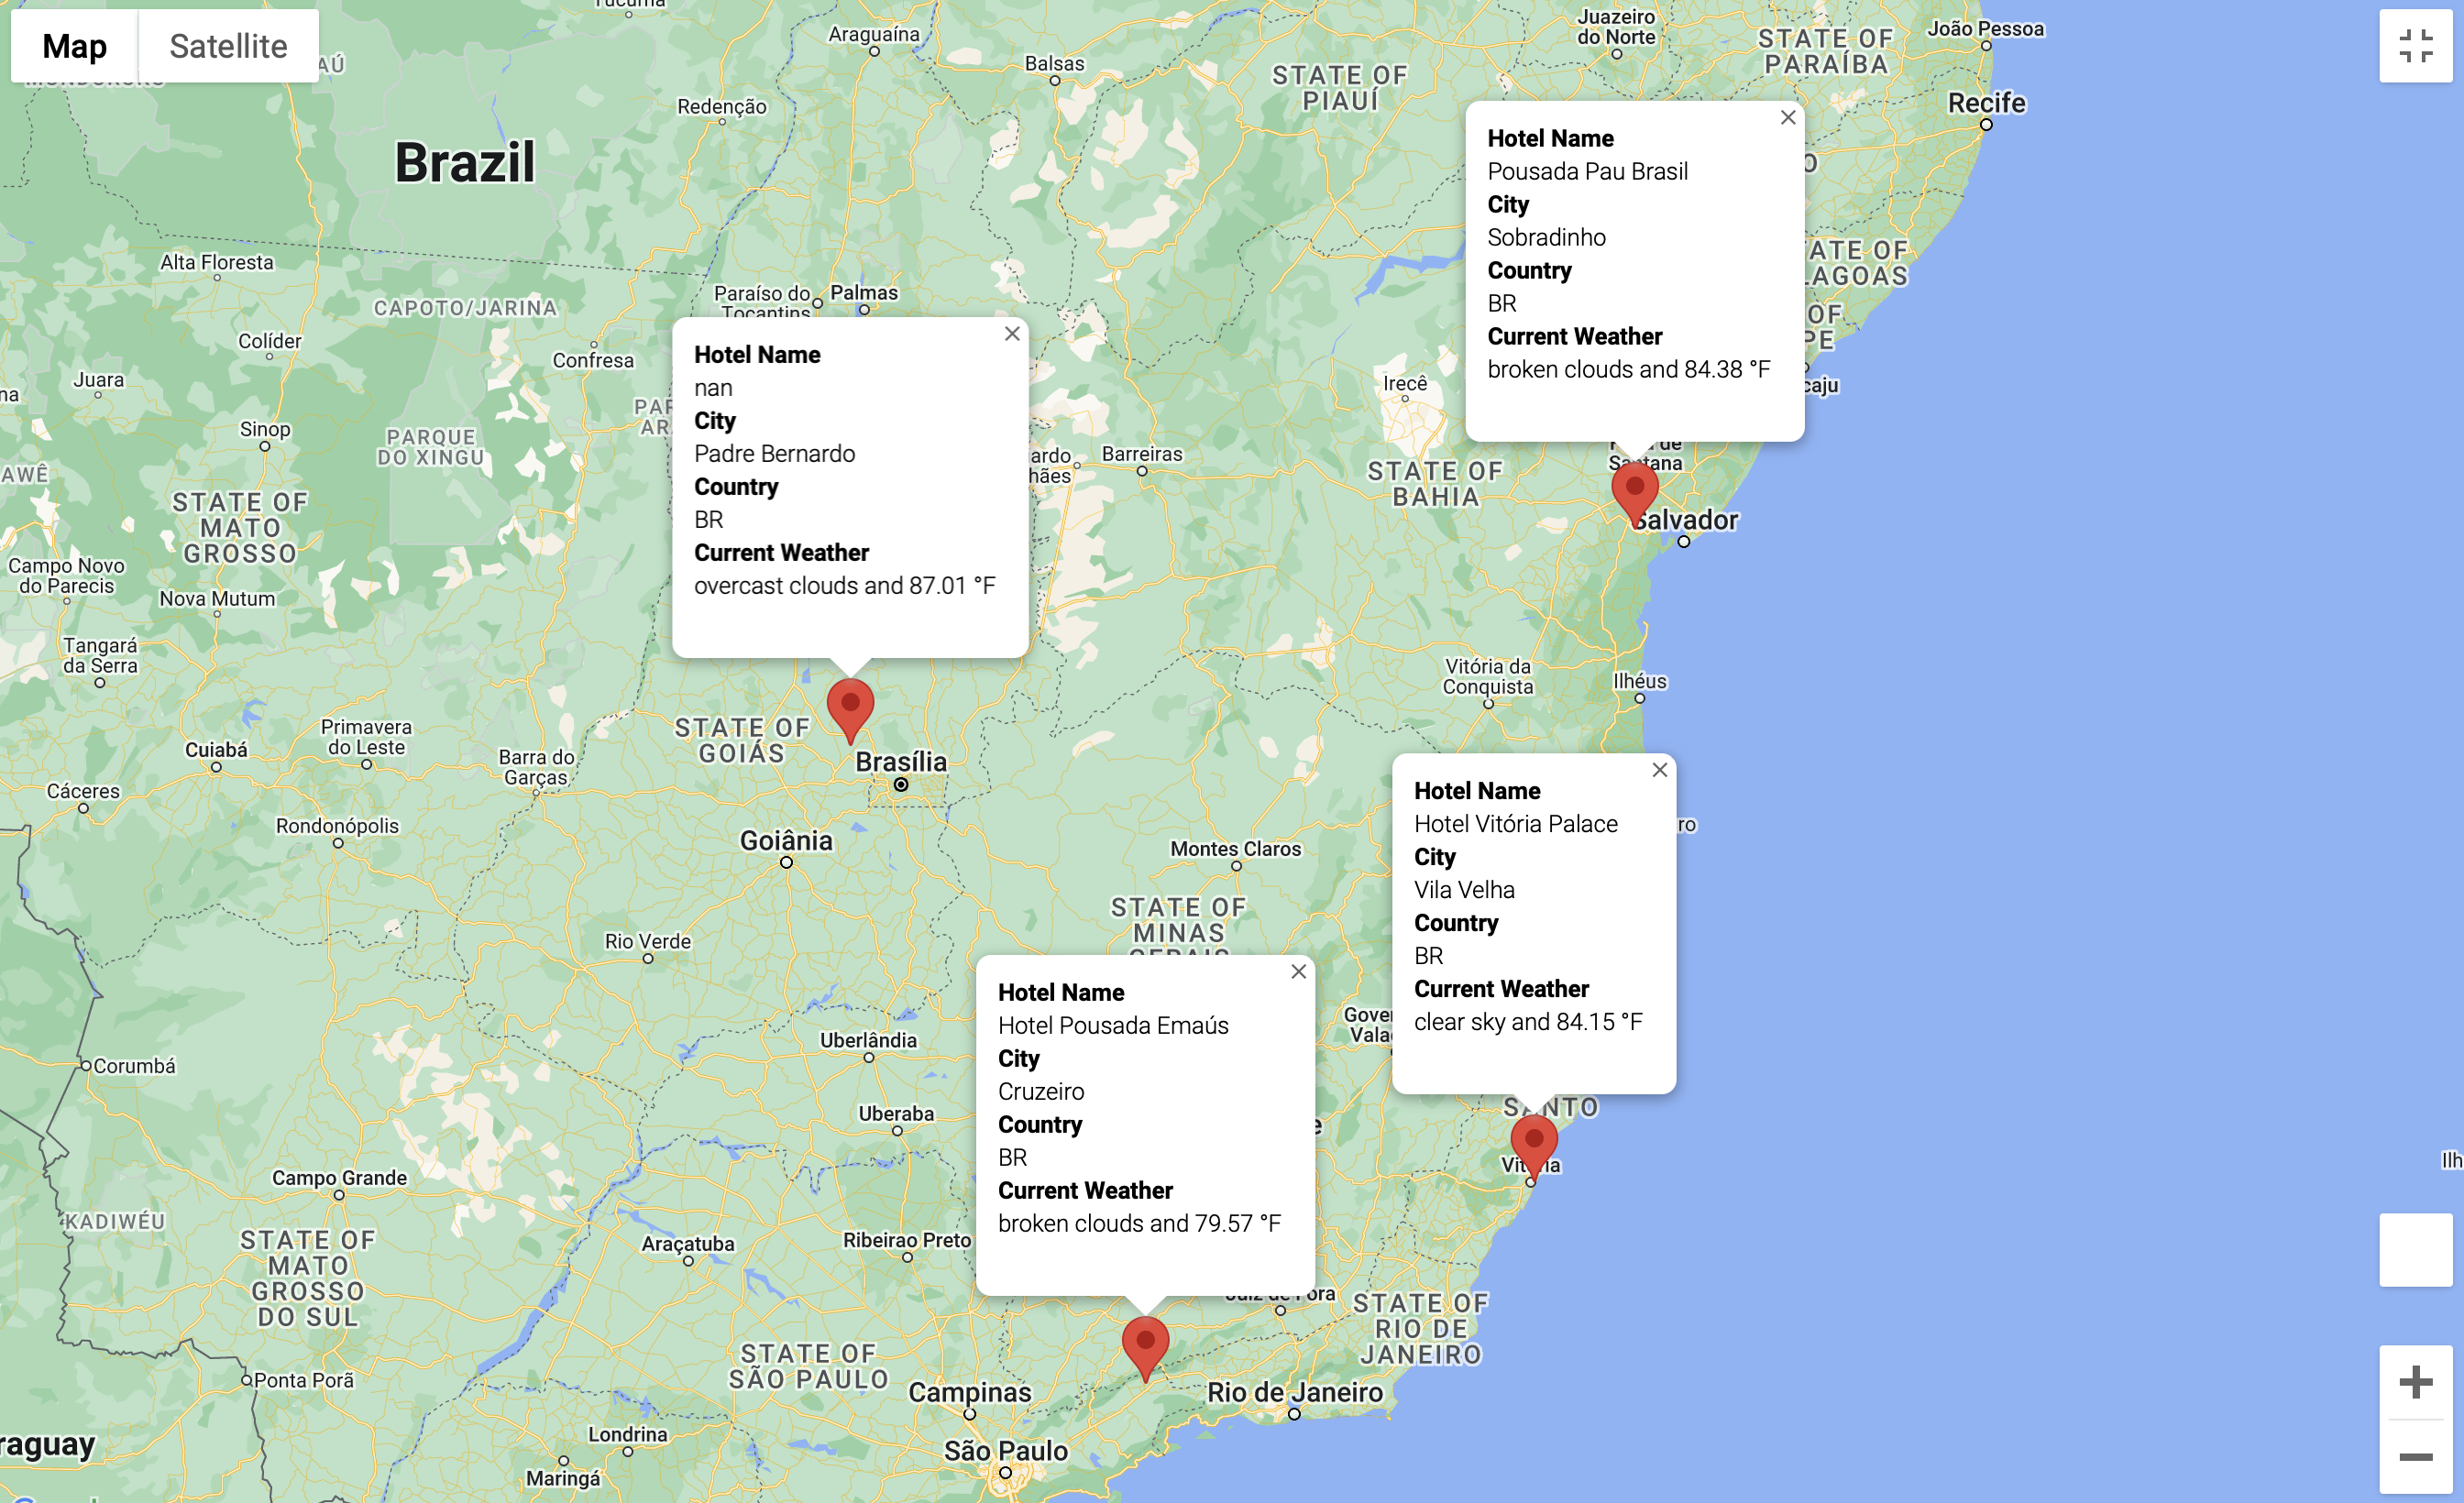 Map
Satellite
Araguaína
Juazeiro
do Norte
STATE OF
PARAÍBA
João Pessoa
Balsas
STATE OF
PIAUÍ
Redenção
Recife
Brazil
Hotel Name
Pousada Pau Brasil
City
Sobradinho
Country
BR
Current Weather
broken clouds and 84.38 °F
Alta Floresta
CAPOTO/JARINA
Paraíso do
Tocantins
Palmas
Colíder
Confresa
Juara
Irecê
Hotel Name
nan
City
Padre Bernardo
Country
BR
Current Weather
overcast clouds and 87.01 °F
Sinop
PARQUE
DO XINGU
Barreiras
STATE OF
BAHIA
Salvador
STATE OF
MATO
GROSSO
Campo Novo
do Parecis
Nova Mutum
Tangará
da Serra
Vitória da
Conquista
Ilhéus
STATE OF
GOIÁS
Primavera
do Leste
Cuiabá
Barra do
Garças
Brasília
Cáceres
Rondonópolis
Goiânia
Montes Claros
Hotel Name
Hotel Vitória Palace
City
Vila Velha
Country
BR
Current Weather
clear sky and 84.15 °F
STATE OF
MINAS
Rio Verde
Hotel Name
Hotel Pousada Emaús
City
Cruzeiro
Country
BR
Current Weather
broken clouds and 79.57 °F
Uberlândia
Corumbá
Uberaba
SANTO
Vitória
Campo Grande
KADIWÉU
STATE OF
MATO
GROSSO
DO SUL
Araçatuba
Ribeirao Preto
Juiz de Fora
STATE OF
RIO DE
JANEIRO
STATE OF
SÃO PAULO
Ponta Porã
Campinas
Rio de Janeiro
Londrina
São Paulo
Maringá